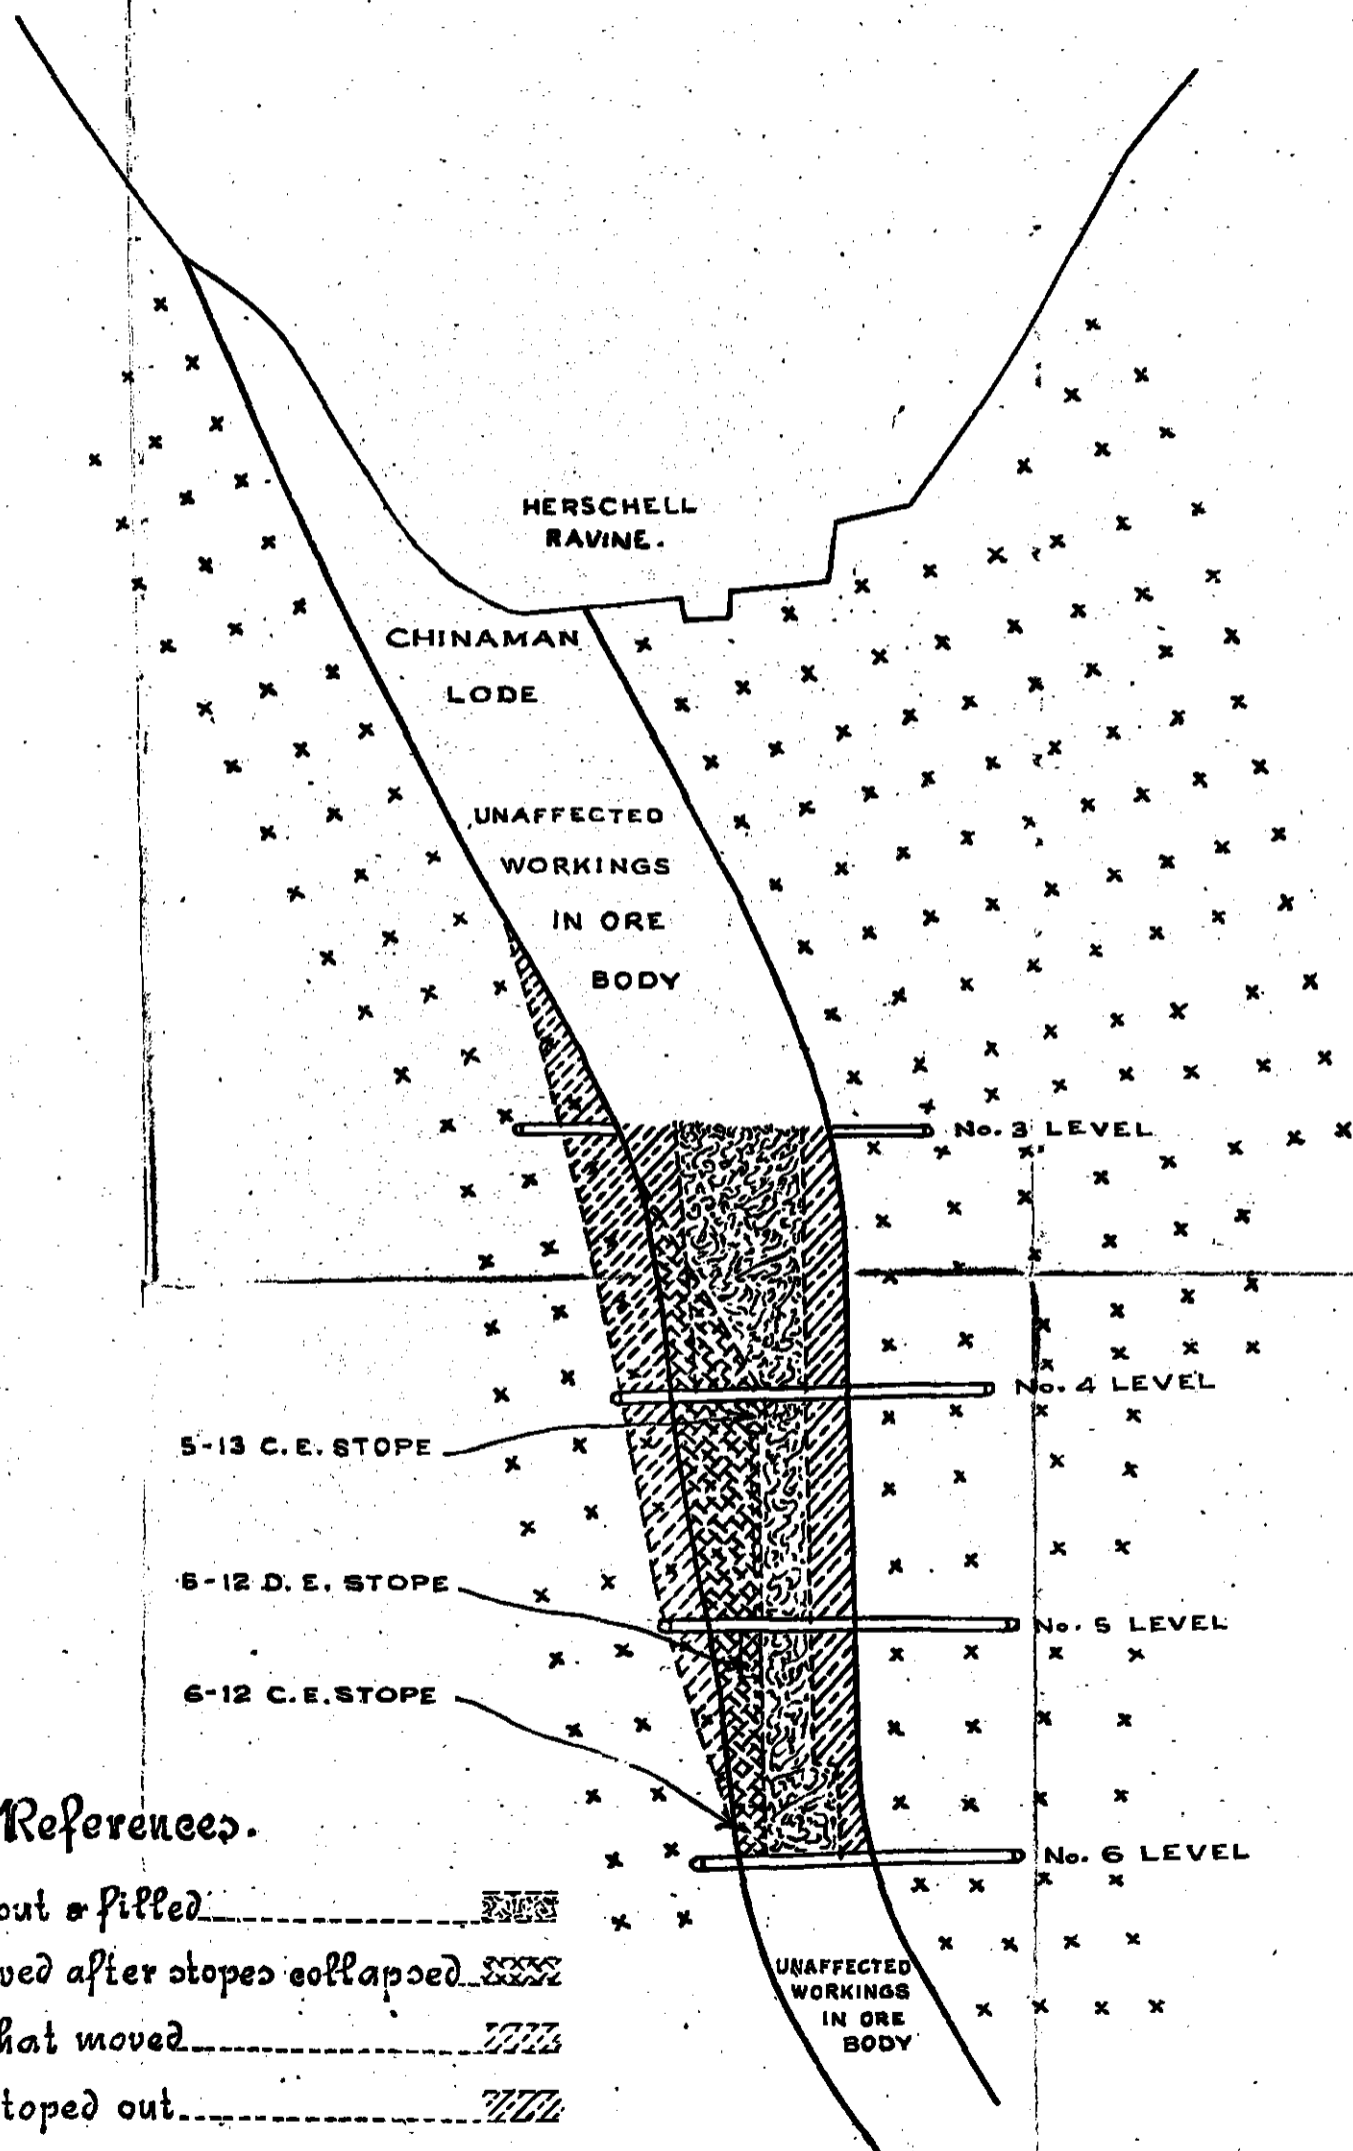 HERSCHELL
RAVINE.
CHINAMAN
LODE
UNAFFECTED
WORKINGS
IN ORE
BODY
No. 3 LEVEL
No. 4 LEVEL
5-13 C. E. STOPE
6-12 D. E. STOPE
No. 5 LEVEL
6-12 C. E. STOPE
No. 6 LEVEL
References.
out & filled
ved after stopes collapsed
hat moved
toped out
UNAFFECTED
WORKINGS
IN ORE
BODY